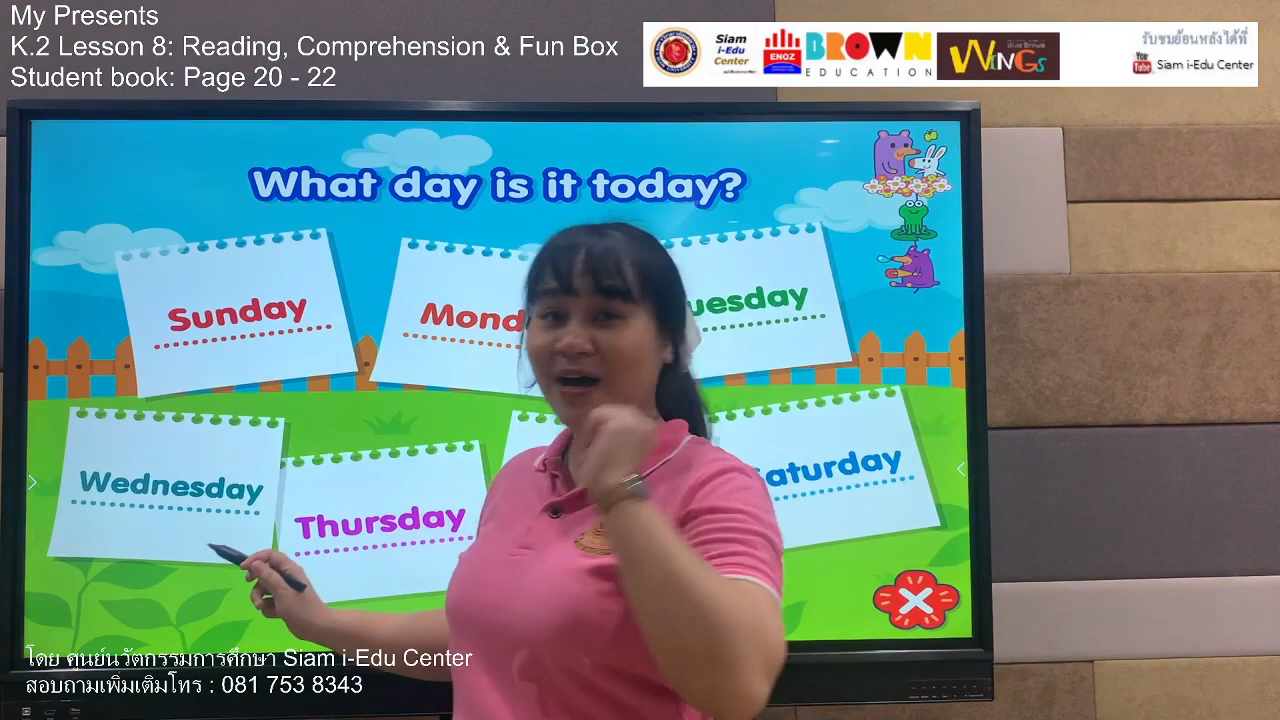 My Presents
K.2 Lesson 8: Reading, Comprehension & Fun Box
Student book: Page 20 - 22
Siam
i-Edu
Center
ENOZ
BROWN
EDUCATION
WINGS
รับชมย้อนหลังได้ที่
You
Tube
Siam i-Edu Center
What day is it today?
Sunday
Mond
uesday
Wednesday
Thursday
aturday
โดย ศูนย์นวัตกรรมการศึกษา Siam i-Edu Center
สอบถามเพิ่มเติมโทร : 081 753 8343